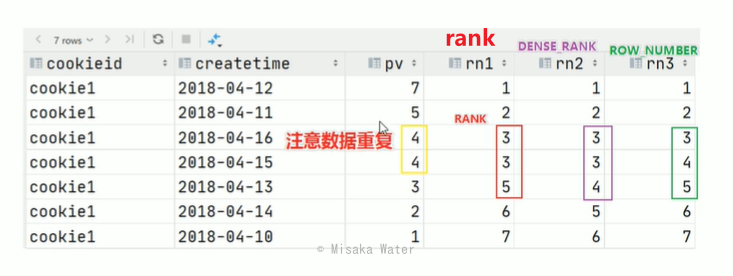 rank DENSE_RANK ROW_NUMBER
7 rows
cookieid createtime pv rn1 rn2 rn3
cookie1 2018-04-12 7 1 1 1
cookie1 2018-04-11 5 2 2 2
RANK
cookie1 2018-04-16 4 3 3 3
注意数据重复
cookie1 2018-04-15 4 3 3 4
cookie1 2018-04-13 3 5 4 5
cookie1 2018-04-14 2 6 5 6
cookie1 2018-04-10 1 7 6 7
© Misaka Water